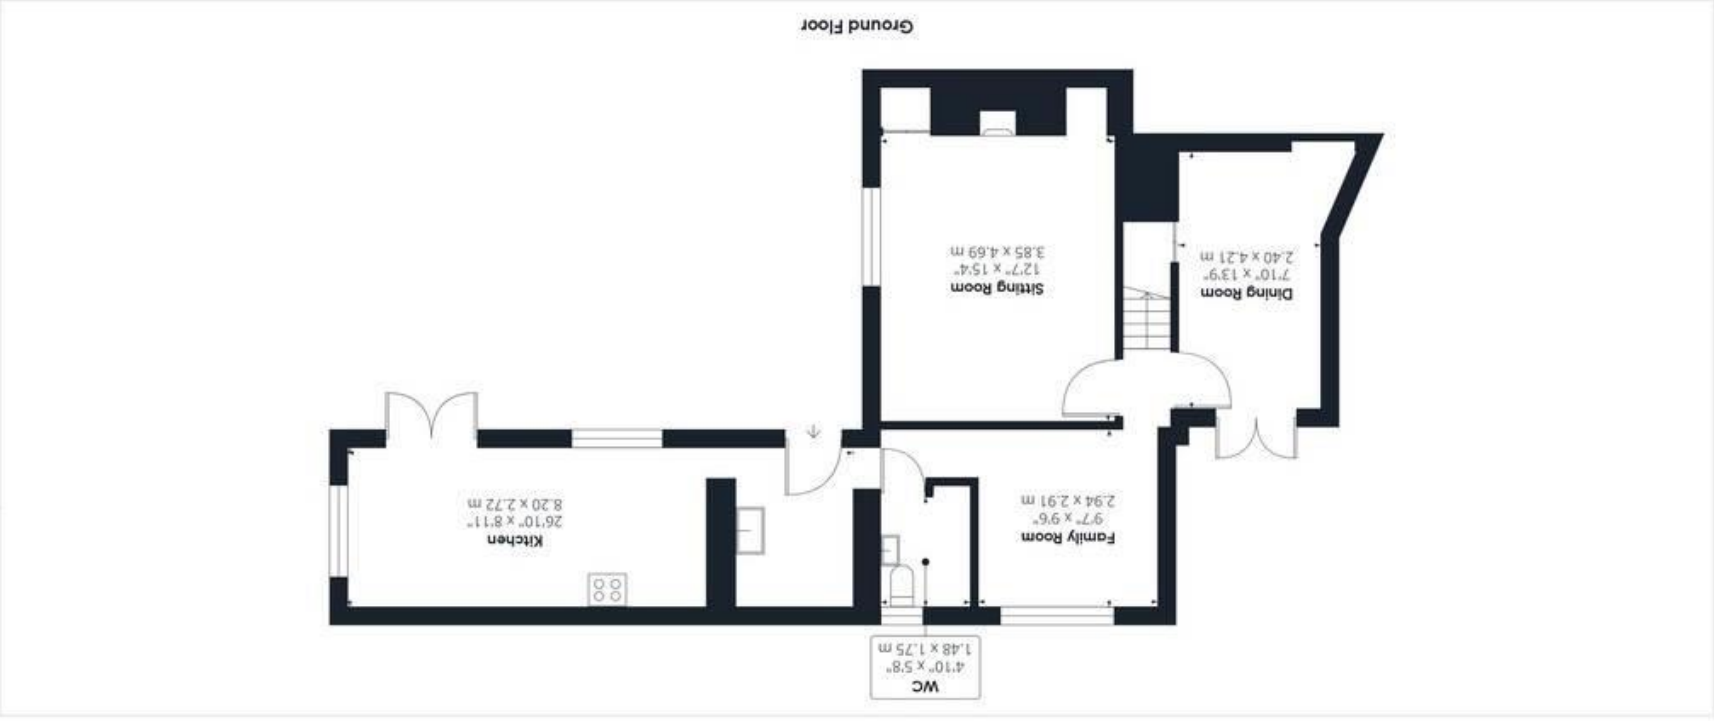 WC
4'10" x 5'8"
1.48 x 1.75 m
Family Room
9'7" x 9'6"
2.94 x 2.91 m
Kitchen
26'10" x 8'11"
8.20 x 2.72 m
Dining Room
7'10" x 13'9"
2.40 x 4.21 m
Sitting Room
12'7" x 15'4"
3.85 x 4.69 m
Ground Floor